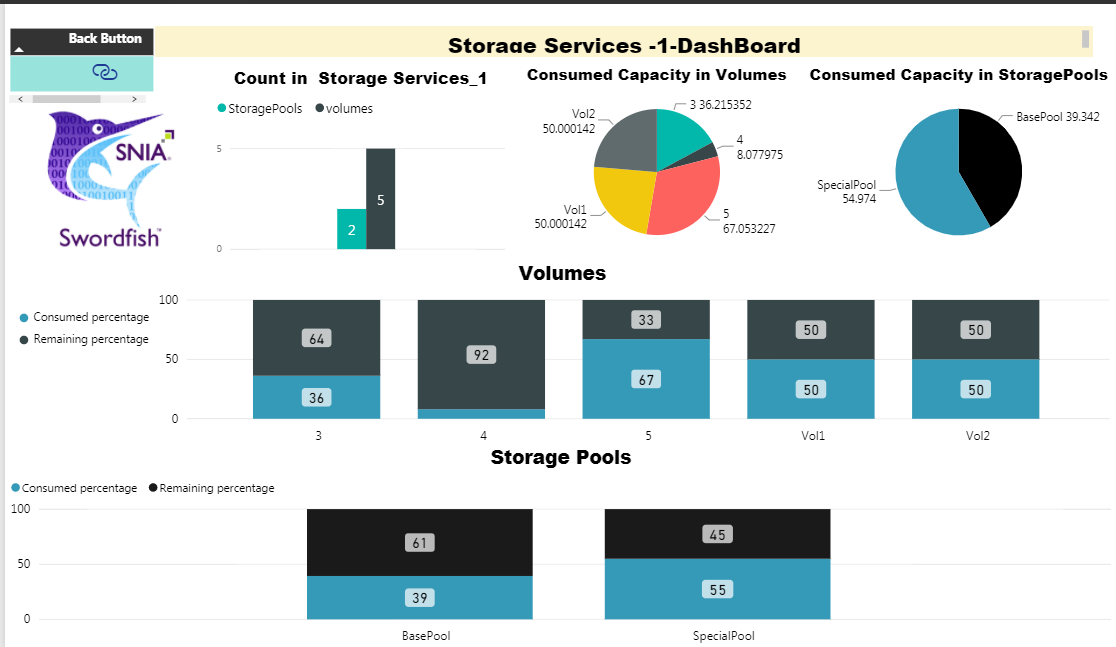 Back Button
Storage Services -1-DashBoard
Count in Storage Services_1
StoragePools volumes
5
0
2
5
Consumed Capacity in Volumes
3 36.215352
4
8.077975
5
67.053227
Vol1
50.000142
Vol2
50.000142
Consumed Capacity in StoragePools
BasePool 39.342
SpecialPool
54.974
SNIA
Swordfish™
Volumes
Consumed percentage
Remaining percentage
100
50
0
64
36
92
33
67
50
50
50
50
3 4 5 Vol1 Vol2
Storage Pools
Consumed percentage Remaining percentage
100
50
0
61
39
45
55
BasePool SpecialPool